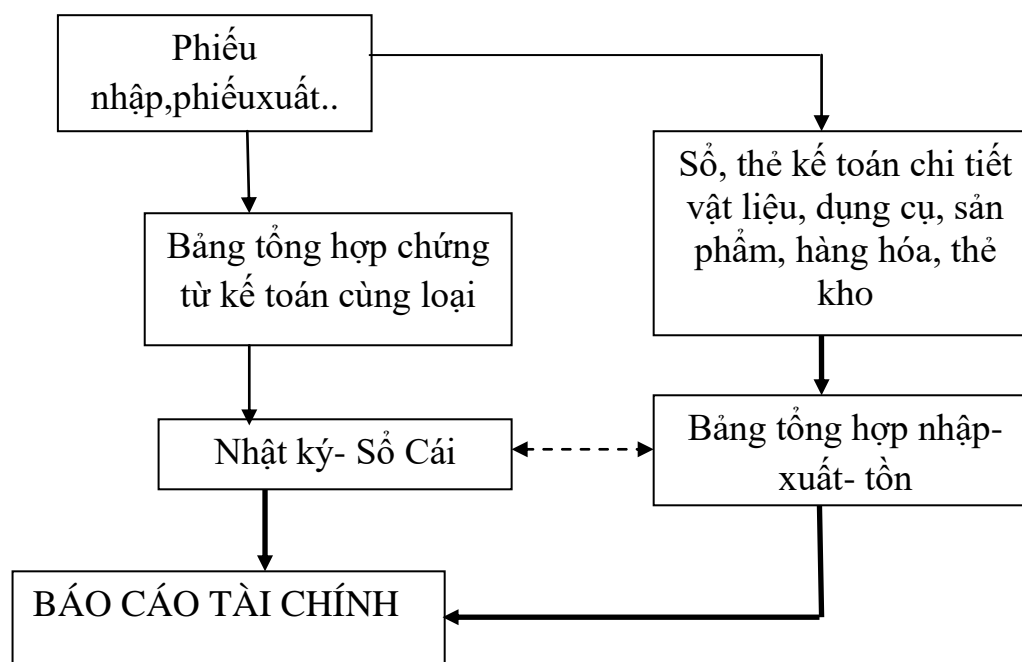 Phiếu
nhập,phiếuxuất..
Sổ, thẻ kế toán chi tiết
vật liệu, dụng cụ, sản
phẩm, hàng hóa, thẻ
kho
Bảng tổng hợp chứng
từ kế toán cùng loại
Nhật ký- Sổ Cái
Bảng tổng hợp nhập-
xuất- tồn
BÁO CÁO TÀI CHÍNH